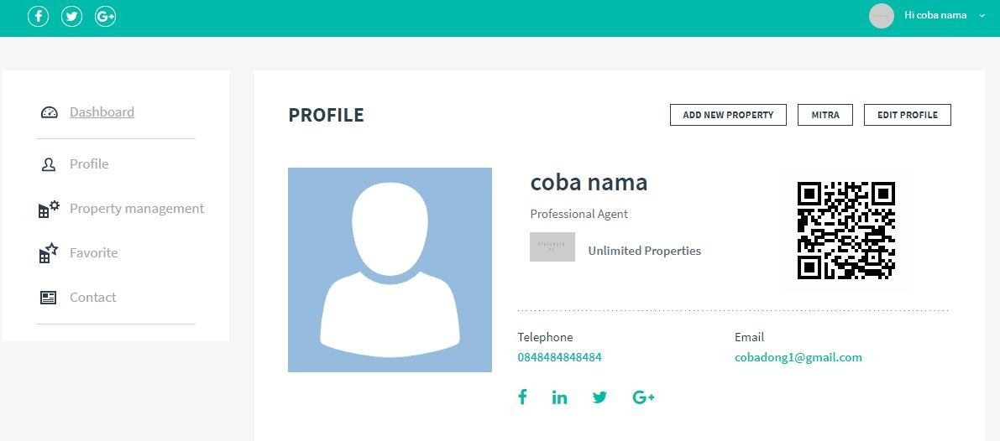 Hi coba nama
Dashboard
Profile
Property management
Favorite
Contact
PROFILE
ADD NEW PROPERTY
MITRA
EDIT PROFILE
coba nama
Professional Agent
Unlimited Properties
Telephone
0848484848484
Email
cobadong1@gmail.com